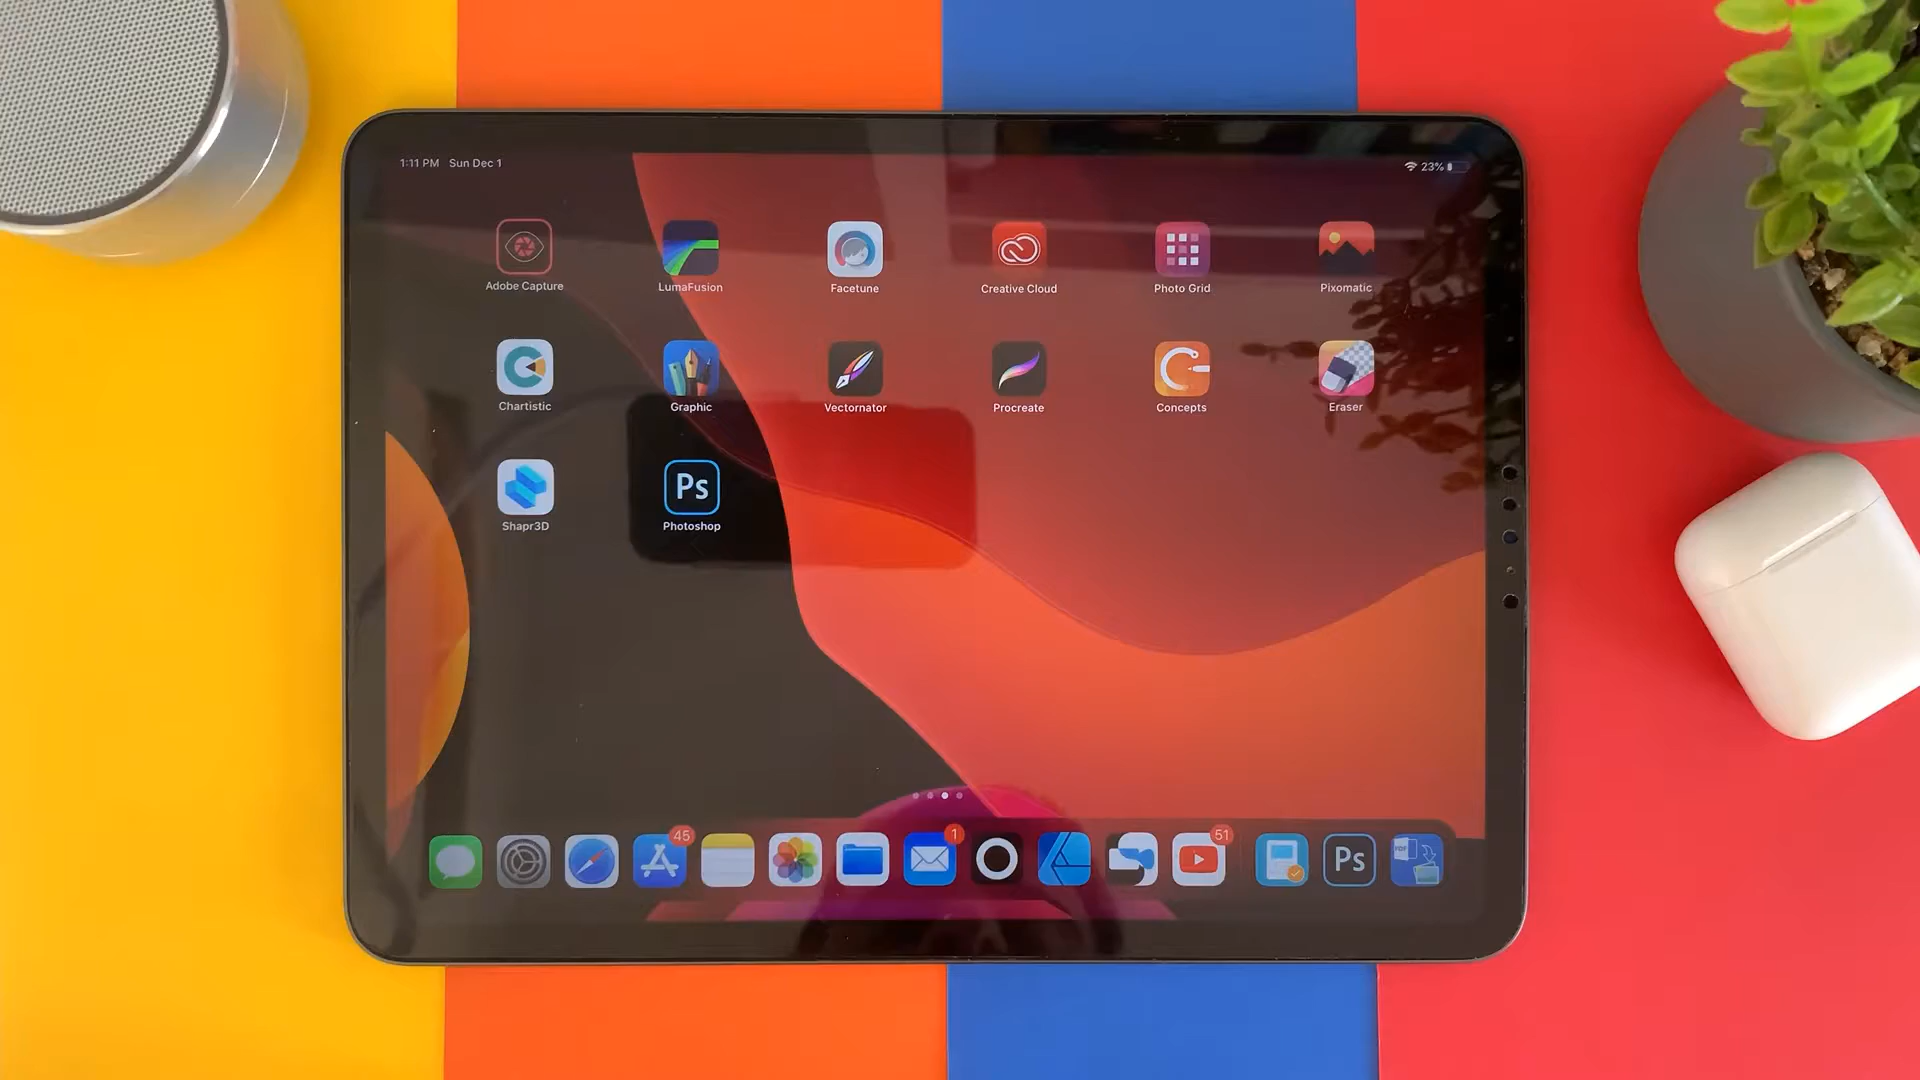 1:11 PM Sun Dec 1
23%
Adobe Capture
LumaFusion
Facetune
Creative Cloud
Photo Grid
Pixomatic
Chartistic
Graphic
Vectornator
Procreate
Concepts
Eraser
Shapr3D
Ps
Photoshop
45
1
51
Ps
PDF